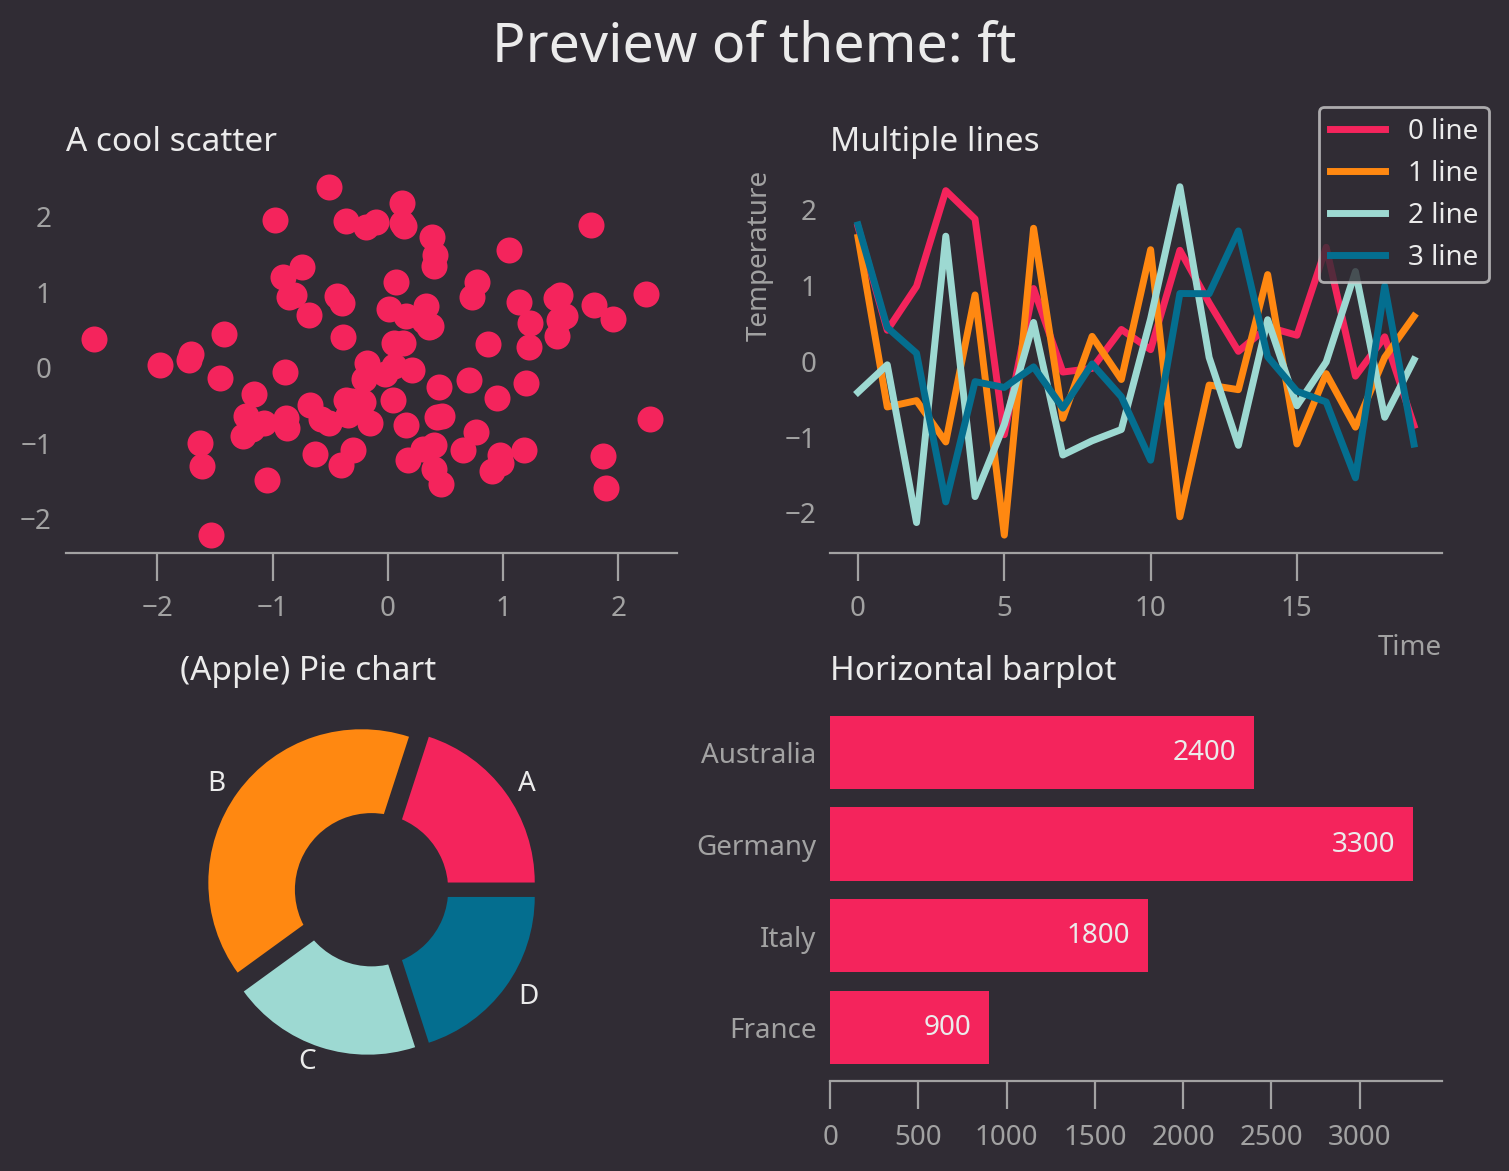 Preview of theme: ft
A cool scatter
2
1
0
−1
−2
−2
−1
0
1
2
Multiple lines
Temperature
2
1
0
−1
−2
0
5
10
15
Time
0 line
1 line
2 line
3 line
(Apple) Pie chart
A
B
C
D
Horizontal barplot
Australia
2400
Germany
3300
Italy
1800
France
900
0
500
1000
1500
2000
2500
3000